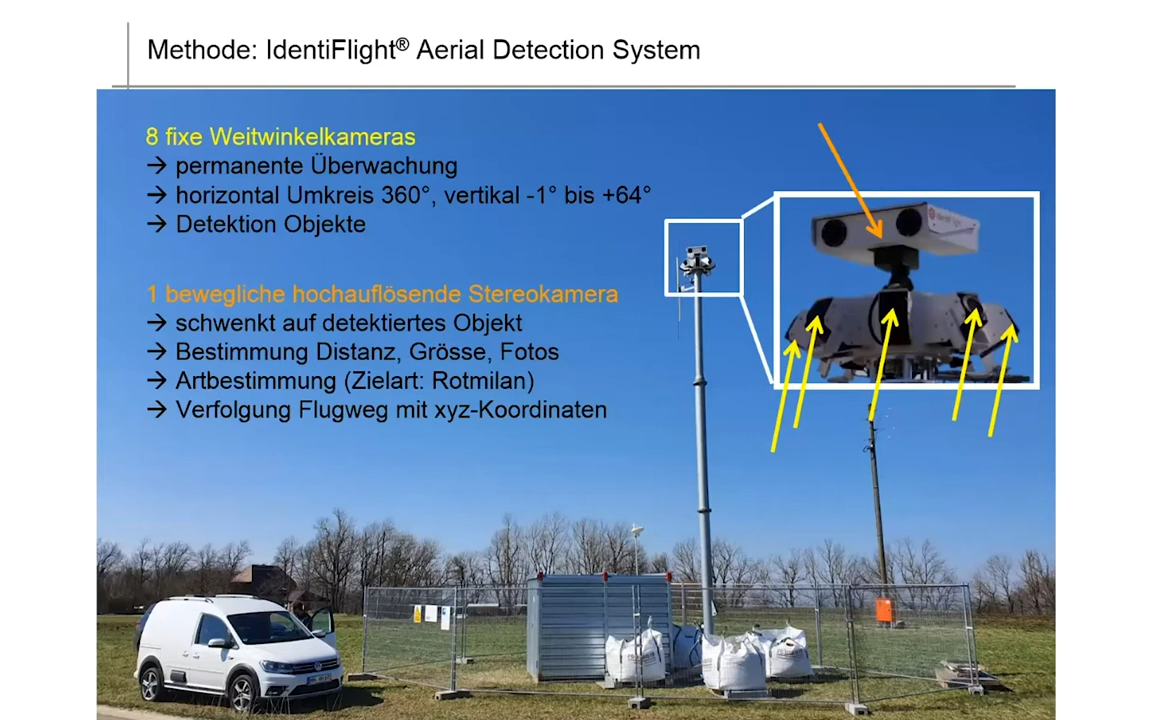 Methode: IdentiFlight® Aerial Detection System
8 fixe Weitwinkelkameras
→ permanente Überwachung
→ horizontal Umkreis 360°, vertikal -1° bis +64°
→ Detektion Objekte
1 bewegliche hochauflösende Stereokamera
→ schwenkt auf detektiertes Objekt
→ Bestimmung Distanz, Grösse, Fotos
→ Artbestimmung (Zielart: Rotmilan)
→ Verfolgung Flugweg mit xyz-Koordinaten
IdentiFlight